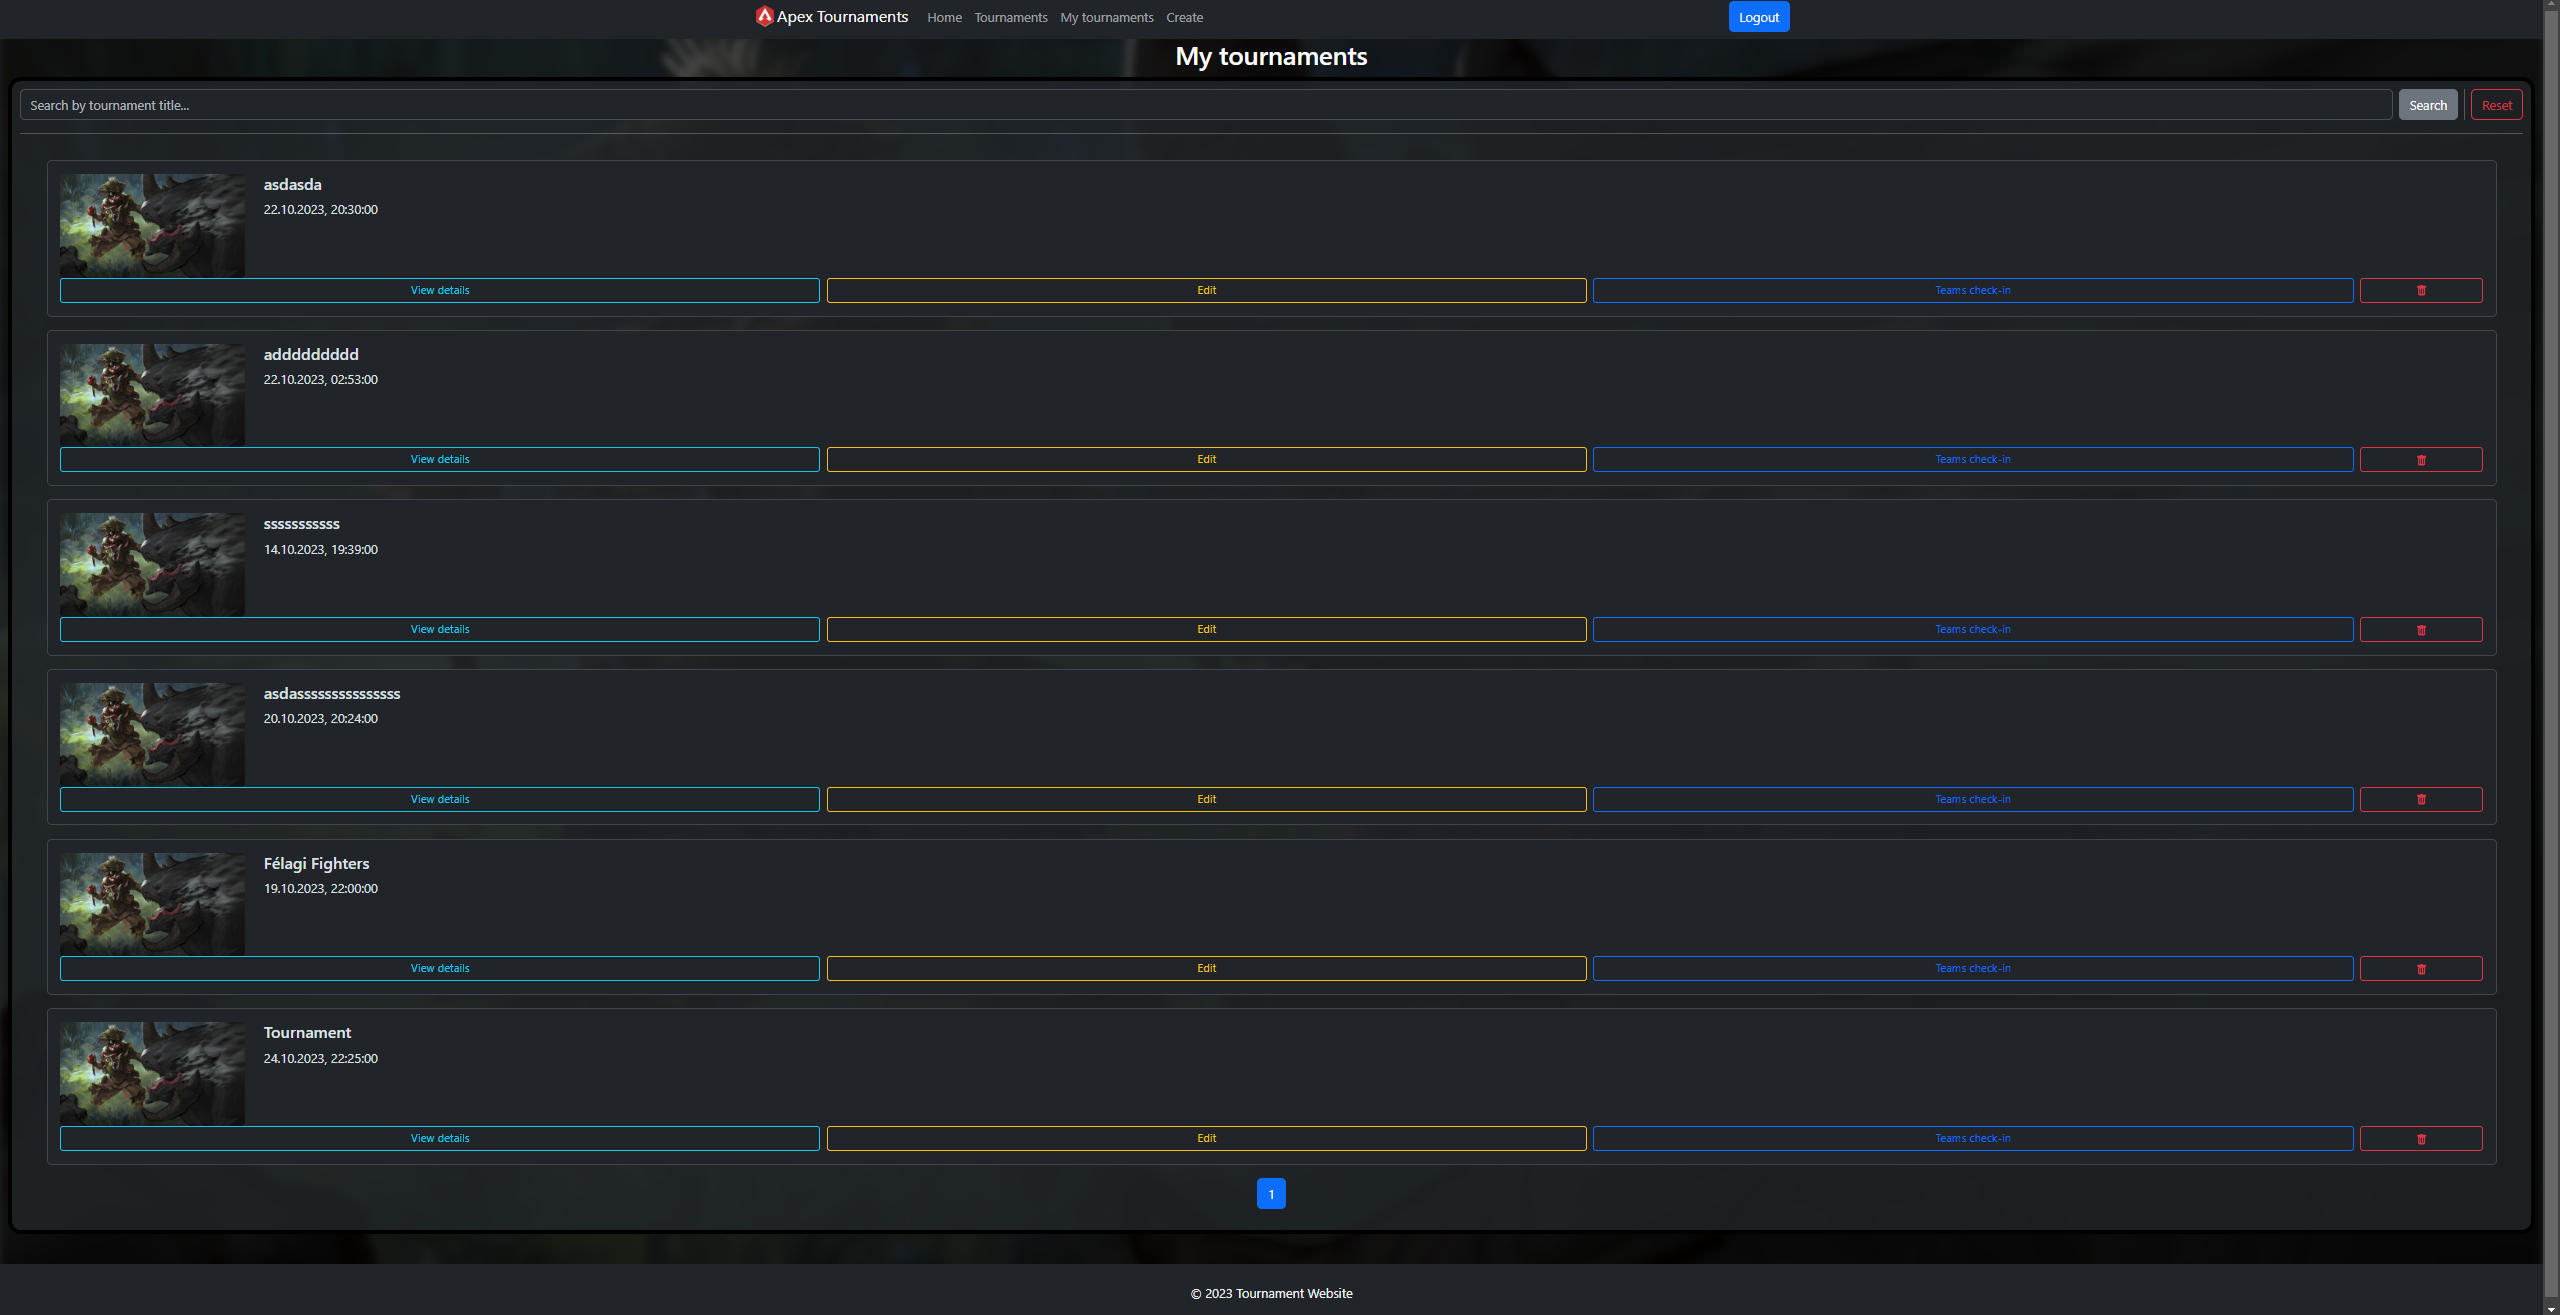 Apex Tournaments Home Tournaments My tournaments Create Logout
My tournaments
Search by tournament title... Search Reset
asdasda
22.10.2023, 20:30:00
View details Edit Teams check-in
addddddddd
22.10.2023, 02:53:00
View details Edit Teams check-in
sssssssssss
14.10.2023, 19:39:00
View details Edit Teams check-in
asdasssssssssssssss
20.10.2023, 20:24:00
View details Edit Teams check-in
Félagi Fighters
19.10.2023, 22:00:00
View details Edit Teams check-in
Tournament
24.10.2023, 22:25:00
View details Edit Teams check-in
1
© 2023 Tournament Website